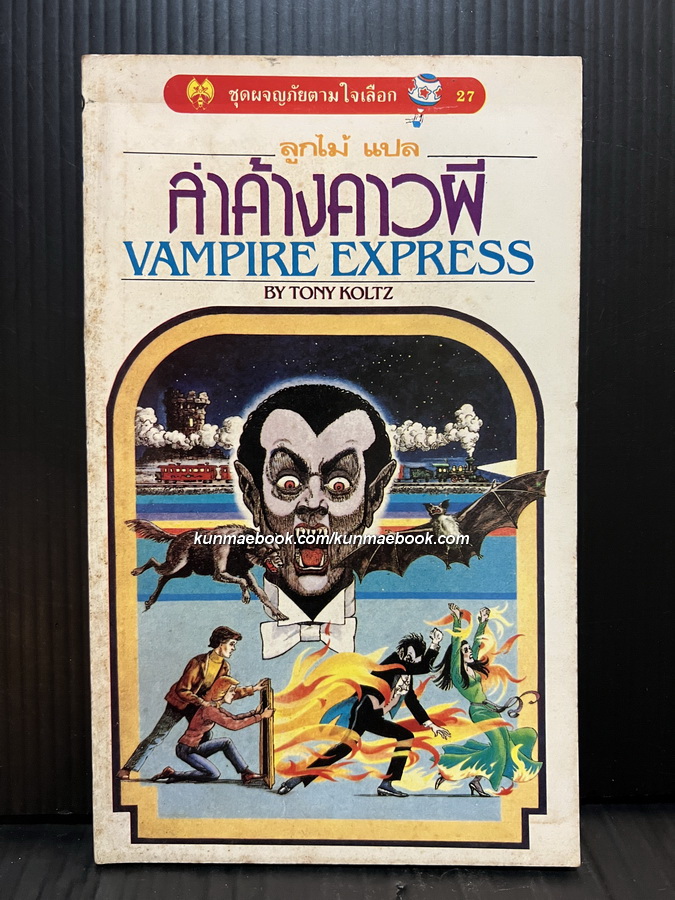 ชุดผจญภัยตามใจเลือก 27
ลูกไม้ แปล
ล่าค้างคาวผี
VAMPIRE EXPRESS
BY TONY KOLTZ
kunmaebook.com/kunmaebook.com